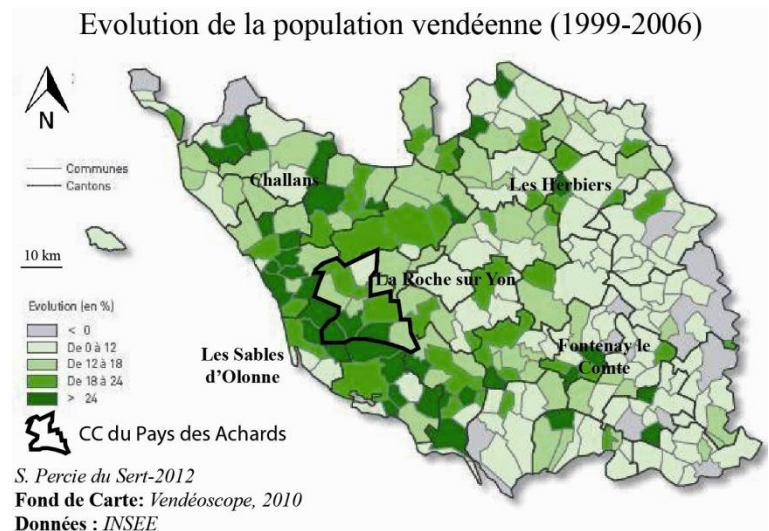 Evolution de la population vendéenne (1999-2006)
N
Communes
Cantons
10 km
Challans
Les Herbiers
La Roche sur Yon
Les Sables
d'Olonne
Fontenay le
Comte
Evolution (en %)
< 0
De 0 à 12
De 12 à 18
De 18 à 24
> 24
CC du Pays des Achards
S. Percie du Sert-2012
Fond de Carte: Vendéoscope, 2010
Données : INSEE